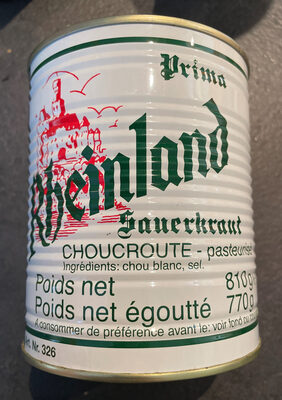 Prima
Rheinland
Sauerkraut
CHOUCROUTE - pasteurisée
Ingrédients: chou blanc, sel.
Poids net 810g
Poids net égoutté 770g
A consommer de préférence avant le: voir fond du
Nr. 326